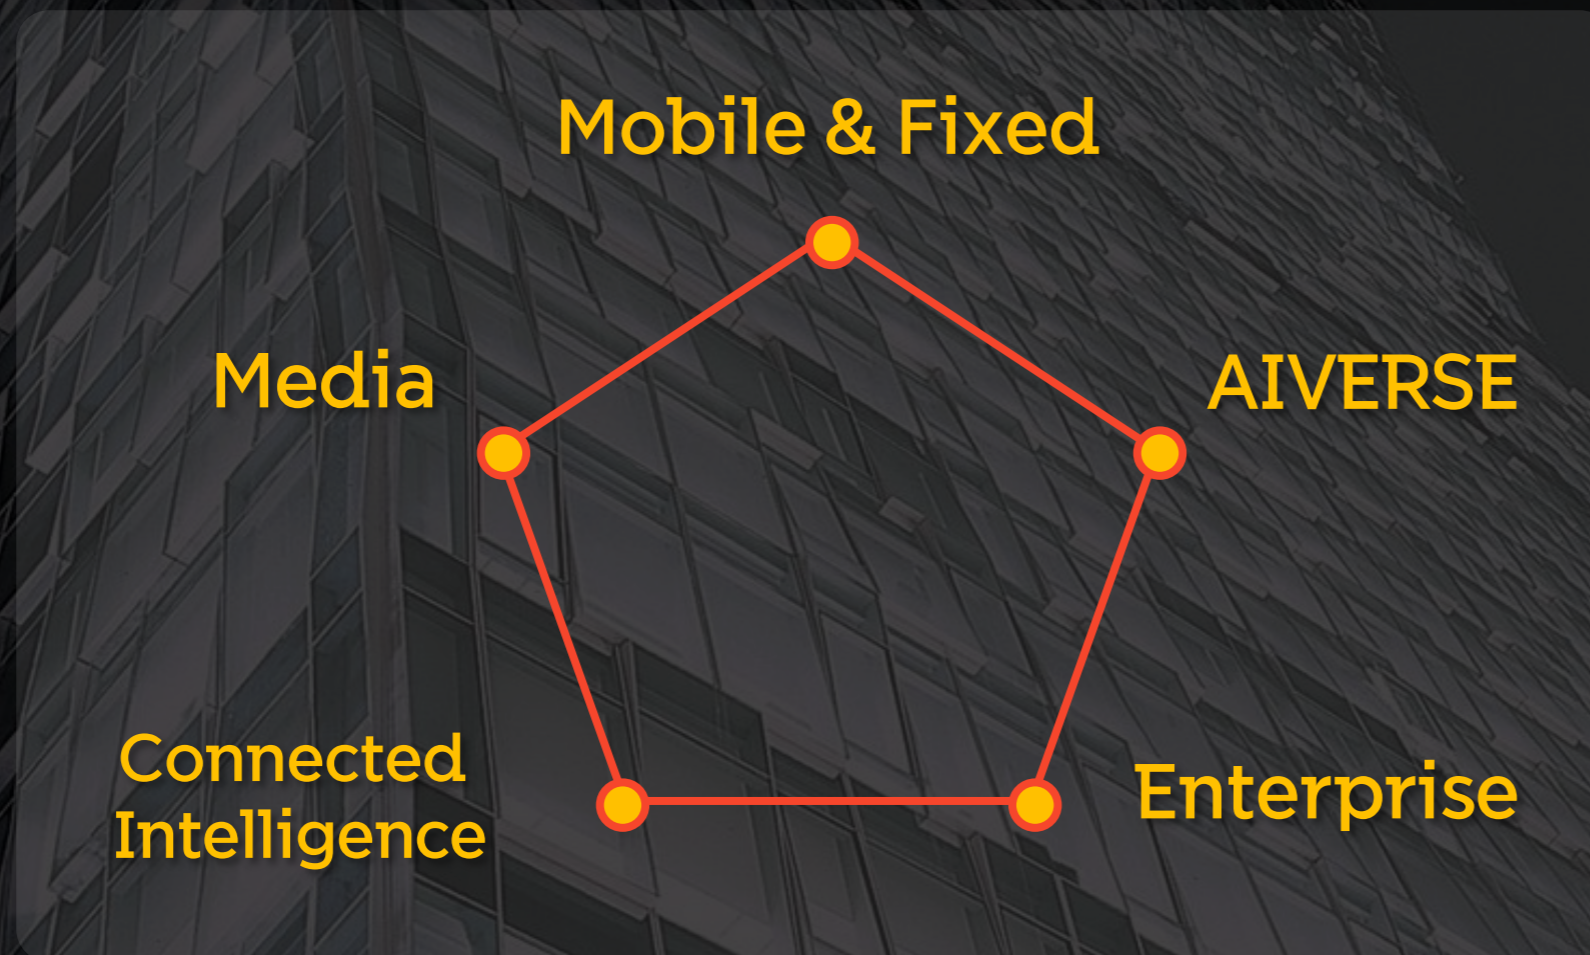 Mobile & Fixed
Media
AIVERSE
Connected
Intelligence
Enterprise